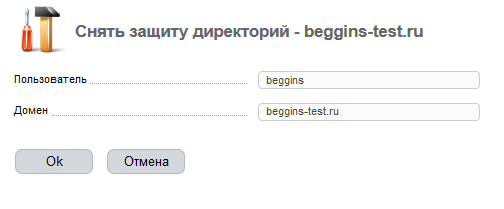 Снять защиту директорий - beggins-test.ru
Пользователь beggins
Домен beggins-test.ru
Ok Отмена